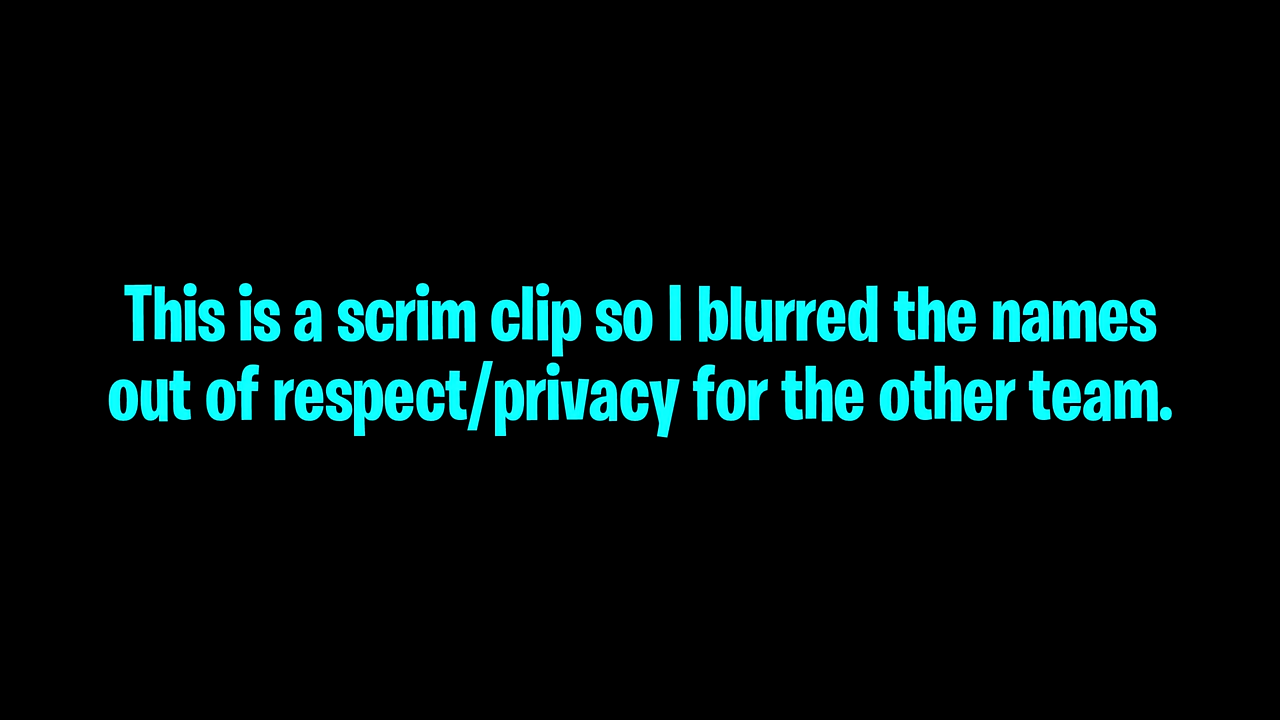 This is a scrim clip so I blurred the names
out of respect/privacy for the other team.